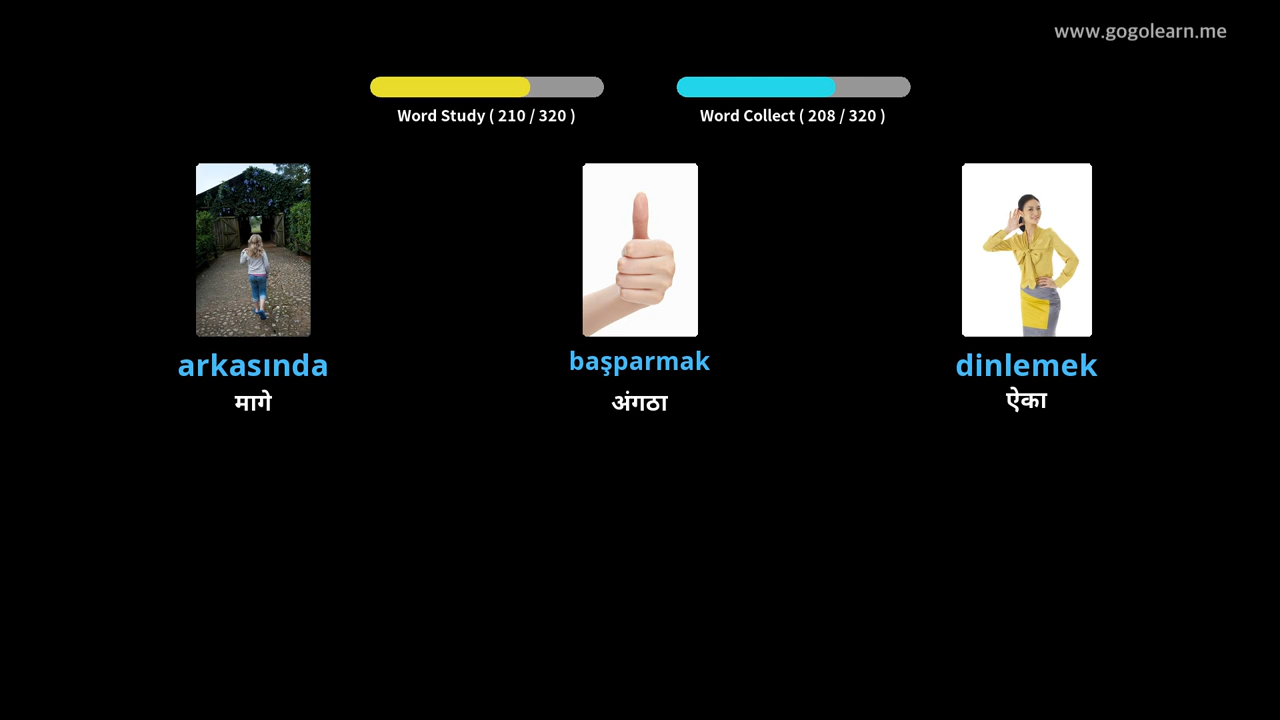 www.gogolearn.me
Word Study ( 210 / 320 )
Word Collect ( 208 / 320 )
arkasında
başparmak
dinlemek
मागे
अंगठा
ऐका